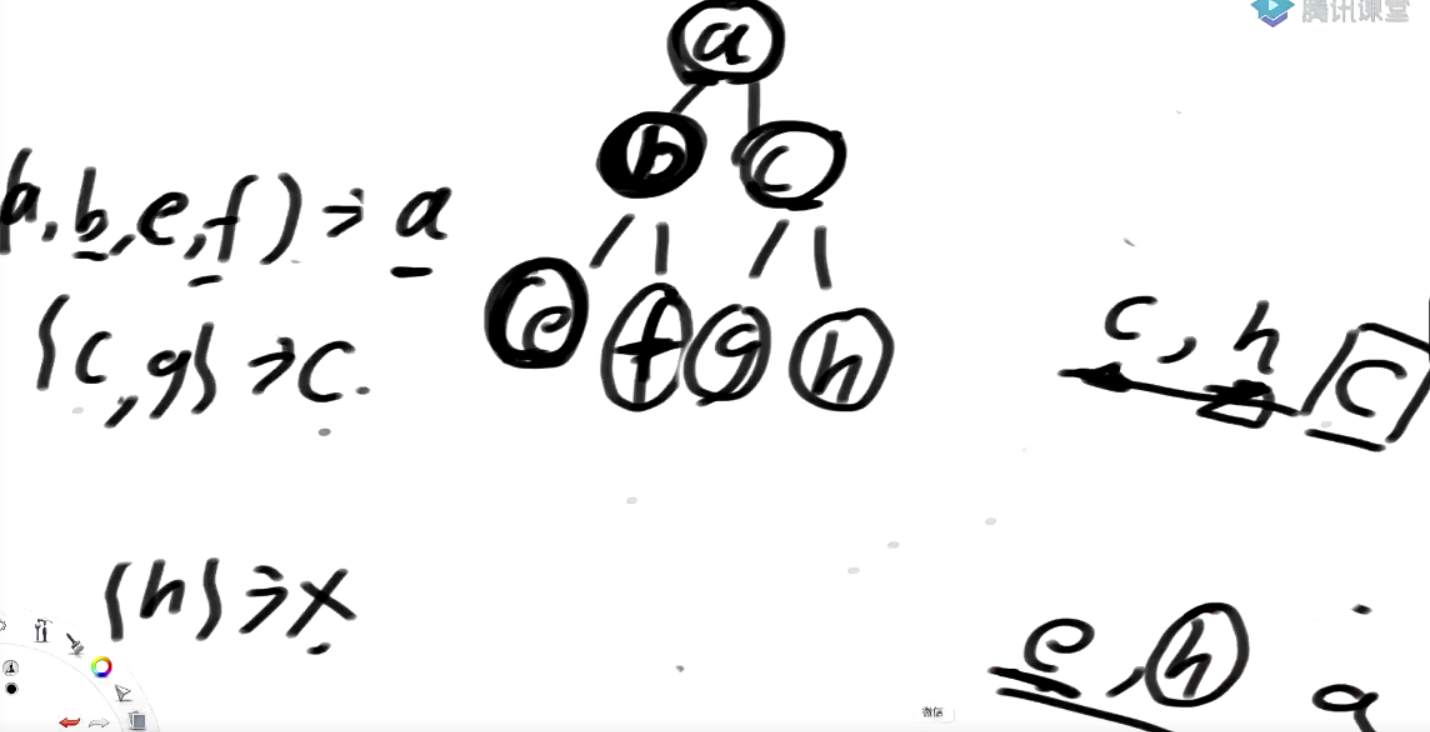 腾讯课堂
a
b c
{a,b,e,f} => a
e f g h
{c,g} => c.
c, h
C
{h} => x
e, h
a
微信